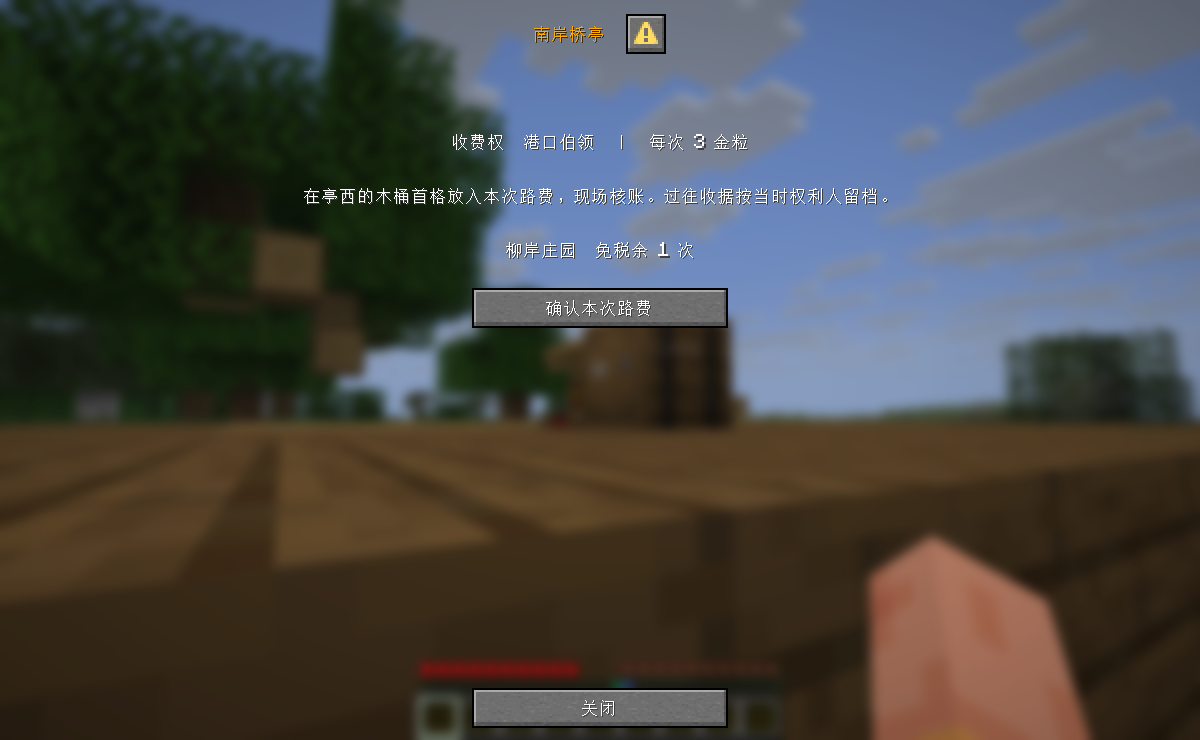 南岸桥亭
收费权 港口伯领 | 每次 3 金粒
在亭西的木桶首格放入本次路费，现场核账。过往收据按当时权利人留档。
柳岸庄园 免税余 1 次
确认本次路费
关闭